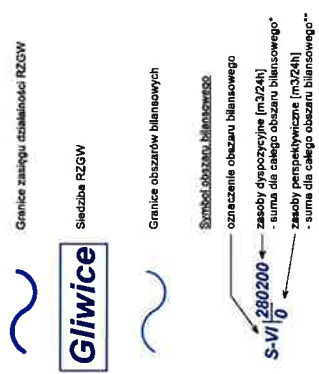 Granice zasięgu działalności RZGW
Gliwice
Siedziba RZGW
Granice obszarów bilansowych
Symbol obszaru bilansowego
oznaczenie obszaru bilansowego
S-VI 280200
0
zasoby dyspozycyjne [m3/24h]
- suma dla całego obszaru bilansowego*
zasoby perspektywiczne [m3/24h]
- suma dla całego obszaru bilansowego**